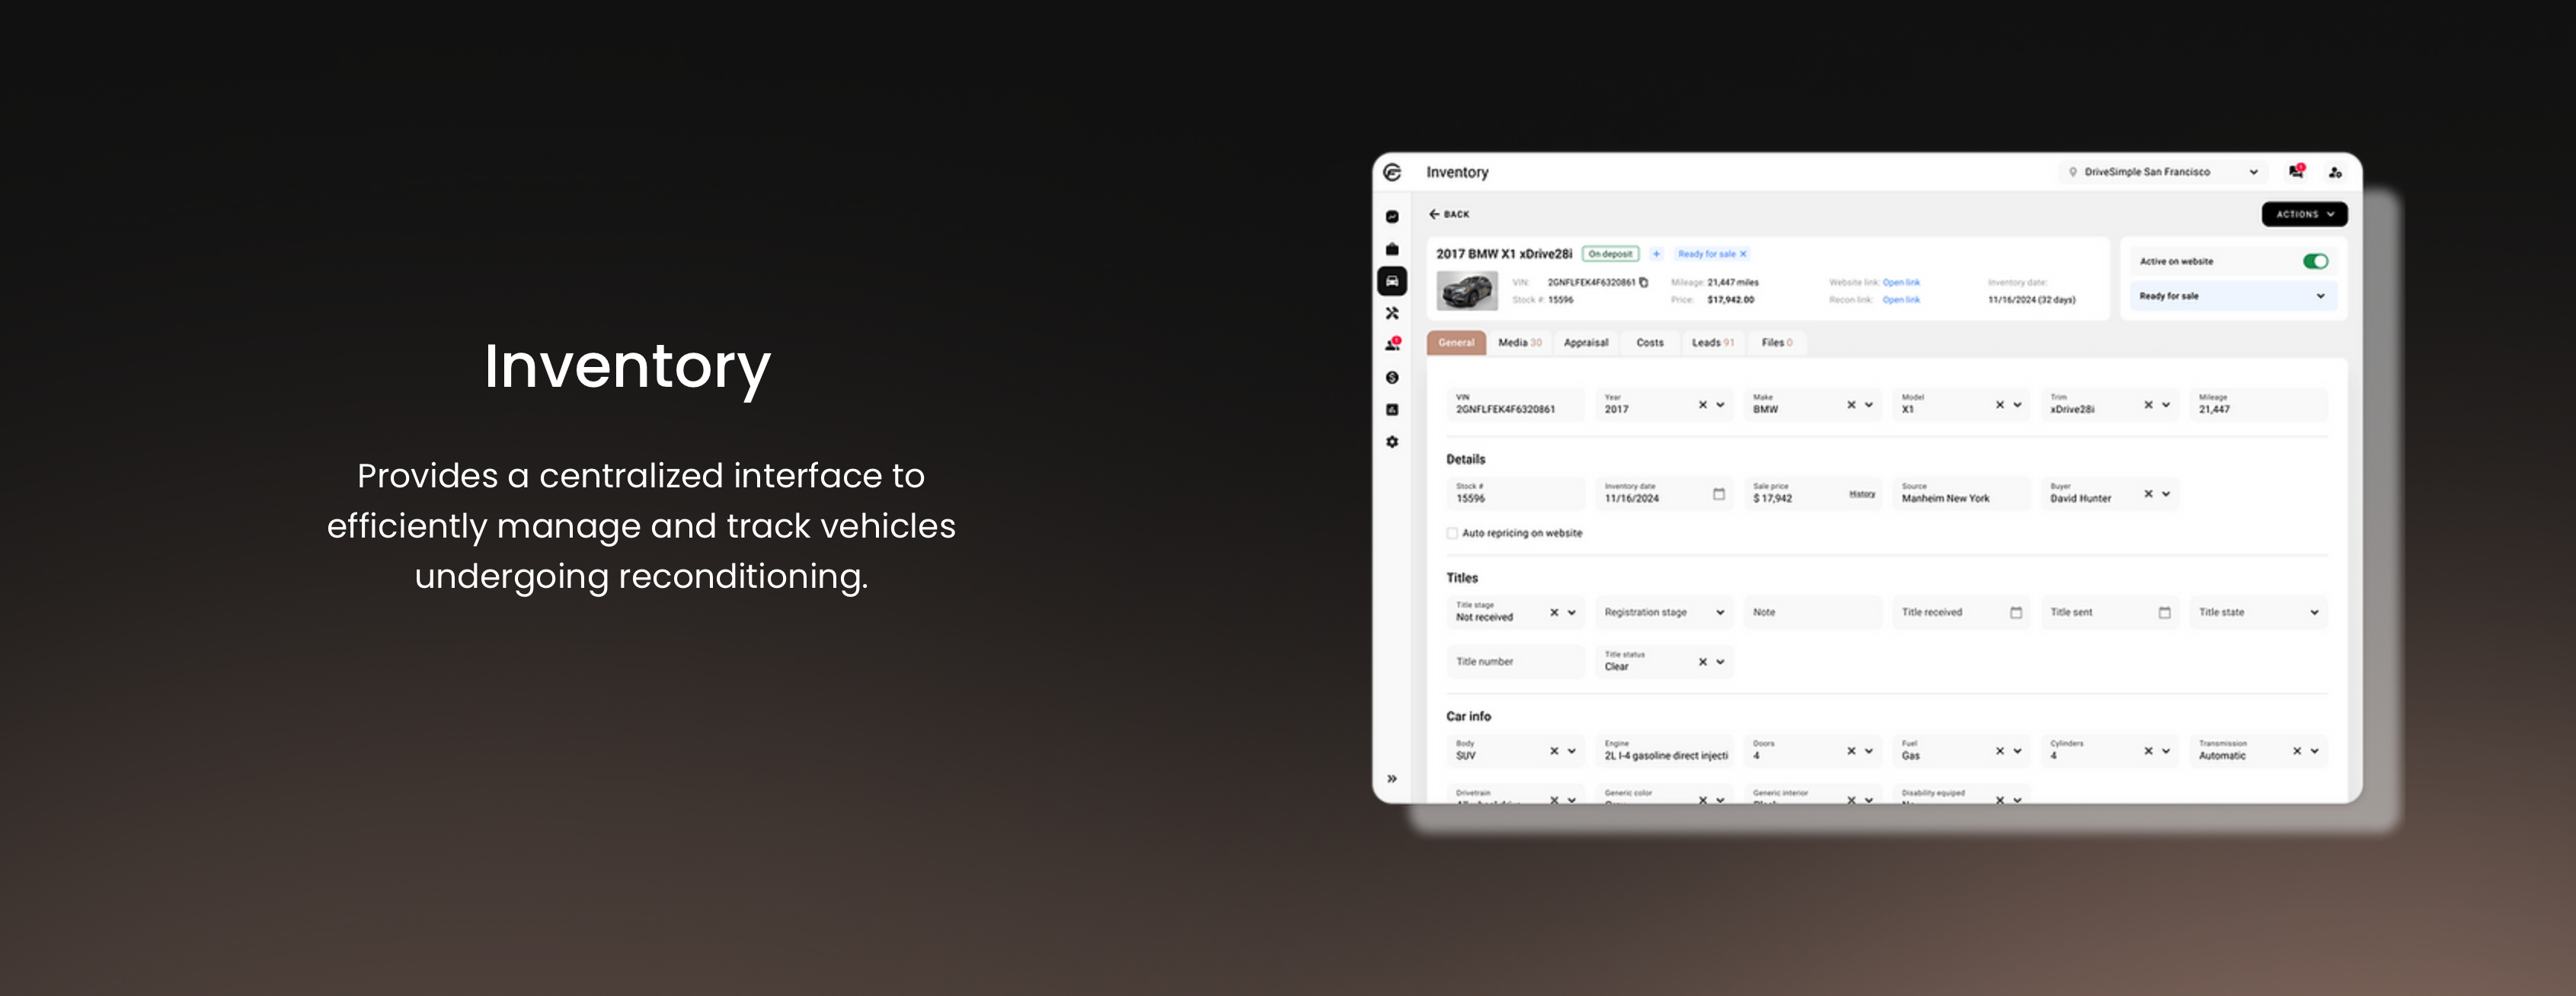 Inventory
Provides a centralized interface to
efficiently manage and track vehicles
undergoing reconditioning.
Inventory
DriveSimple San Francisco
BACK
ACTIONS
2017 BMW X1 xDrive28i On deposit + Ready for sale ×
VIN: 2GNFLFEK4F6320861 Mileage: 21,447 miles Website link: Open link Inventory date:
Stock #: 15596 Price: $17,942.00 Recon link: Open link 11/16/2024 (32 days)
Active on website
Ready for sale
General Media 30 Appraisal Costs Leads 91 Files 0
VIN Year Make Model Trim Mileage
2GNFLFEK4F6320861 2017 BMW X1 xDrive28i 21,447
Details
Stock # Inventory date Sale price Source Buyer
15596 11/16/2024 $ 17,942 History Manheim New York David Hunter
Auto repricing on website
Titles
Title stage
Not received Registration stage Note Title received Title sent Title state
Title number Title status
Clear
Car info
Body Engine Doors Fuel Cylinders Transmission
SUV 2L I-4 gasoline direct injecti 4 Gas 4 Automatic
Drivetrain Generic color Generic interior Disability equiped